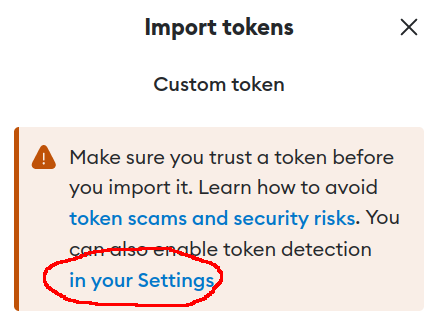 Import tokens
Custom token
Make sure you trust a token before
you import it. Learn how to avoid
token scams and security risks. You
can also enable token detection
in your Settings